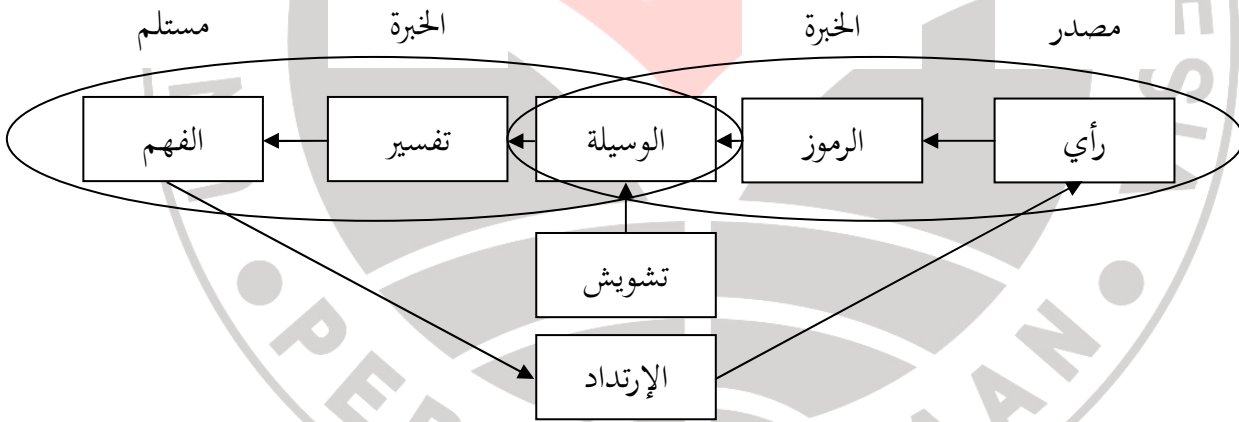 مصدر الخبرة الخبرة مستلم
رأي الرموز الوسيلة تفسير الفهم
تشويش
الإرتداد